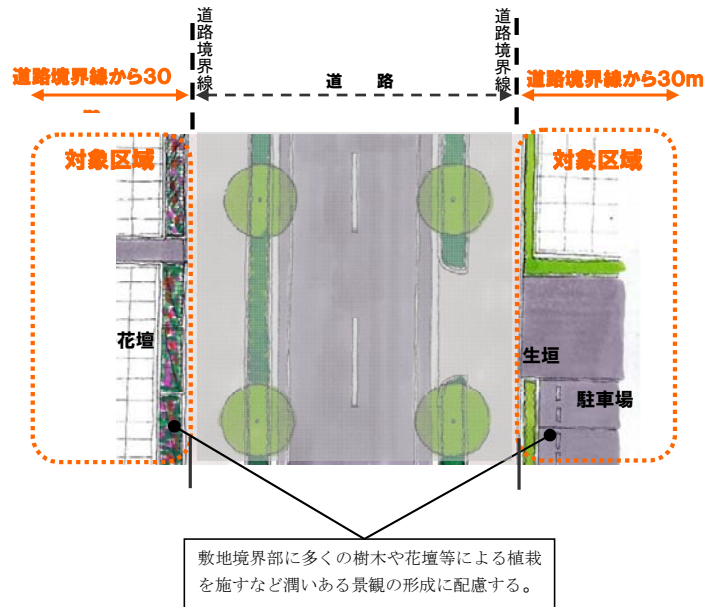 道路境界線
道路境界線
道路境界線から30
道　路
道路境界線から30m
対象区域
対象区域
花壇
生垣
駐車場
敷地境界部に多くの樹木や花壇等による植栽
を施すなど潤いある景観の形成に配慮する。